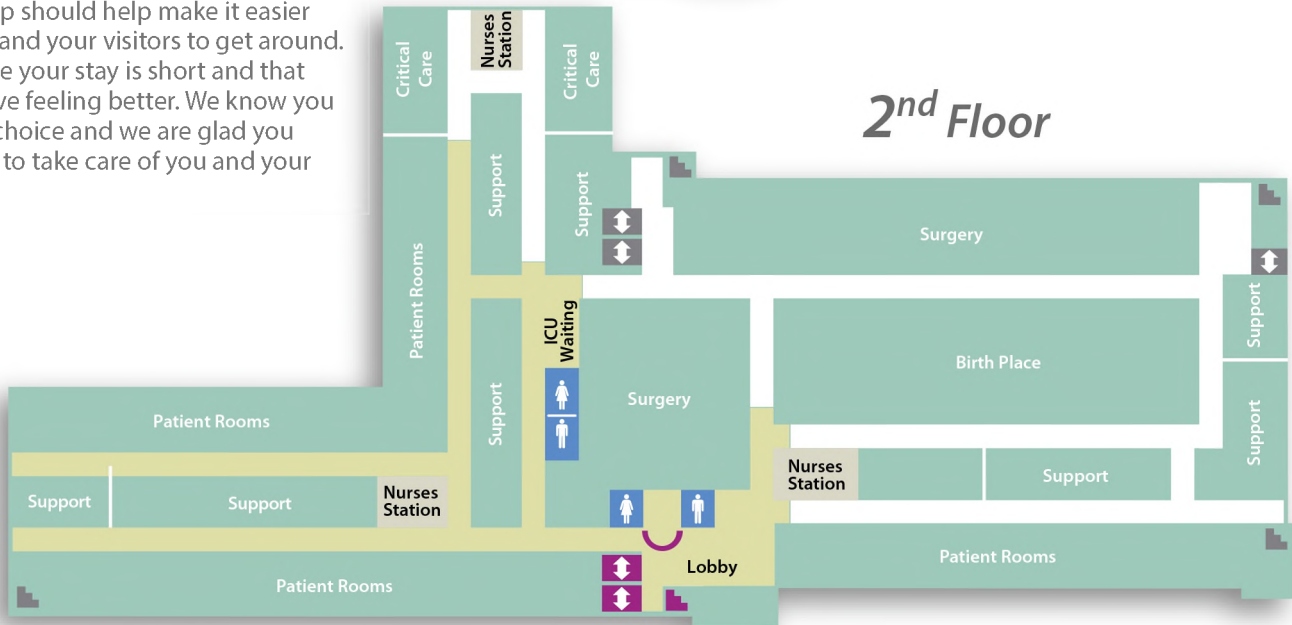 p should help make it easier
and your visitors to get around.
e your stay is short and that
ve feeling better. We know you
choice and we are glad you
to take care of you and your
2nd Floor
Critical
Care
Nurses
Station
Critical
Care
Support
Support
Surgery
Patient Rooms
ICU
Waiting
Support
Birth Place
Support
Surgery
Support
Patient Rooms
Support
Support
Nurses
Station
Nurses
Station
Support
Lobby
Patient Rooms
Patient Rooms